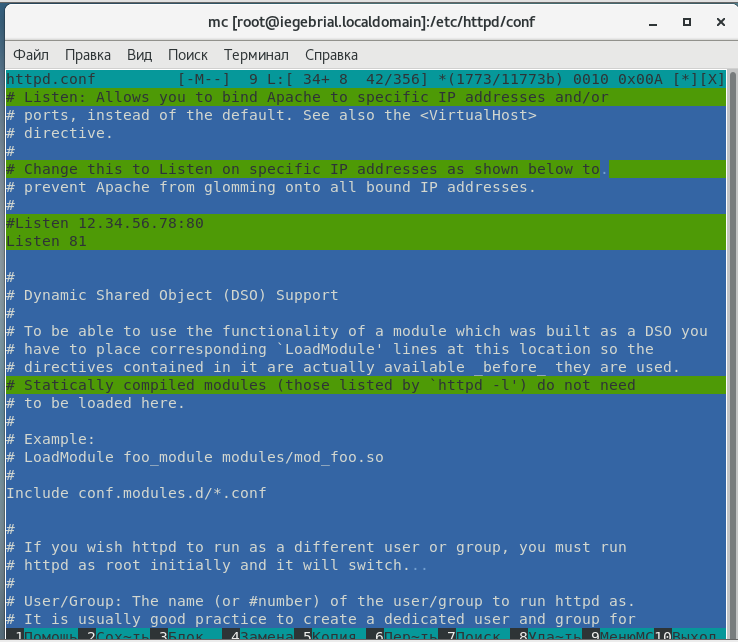 mc [root@iegebrial.localdomain]:/etc/httpd/conf
Файл Правка Вид Поиск Терминал Справка
httpd.conf [-M--] 9 L:[ 34+ 8 42/356] *(1773/11773b) 0010 0x00A [*][X]
# Listen: Allows you to bind Apache to specific IP addresses and/or
# ports, instead of the default. See also the <VirtualHost>
# directive.
#
# Change this to Listen on specific IP addresses as shown below to.
# prevent Apache from glomming onto all bound IP addresses.
#
#Listen 12.34.56.78:80
Listen 81
#
# Dynamic Shared Object (DSO) Support
#
# To be able to use the functionality of a module which was built as a DSO you
# have to place corresponding `LoadModule' lines at this location so the
# directives contained in it are actually available _before_ they are used.
# Statically compiled modules (those listed by `httpd -l') do not need
# to be loaded here.
#
# Example:
# LoadModule foo_module modules/mod_foo.so
#
Include conf.modules.d/*.conf
#
# If you wish httpd to run as a different user or group, you must run
# httpd as root initially and it will switch...
#
# User/Group: The name (or #number) of the user/group to run httpd as.
# It is usually good practice to create a dedicated user and group for
1Помощь 2Сох~ть 3Блок 4Замена 5Копия 6Пер~ть 7Поиск 8Уда~ть 9МенюMC 10Выход